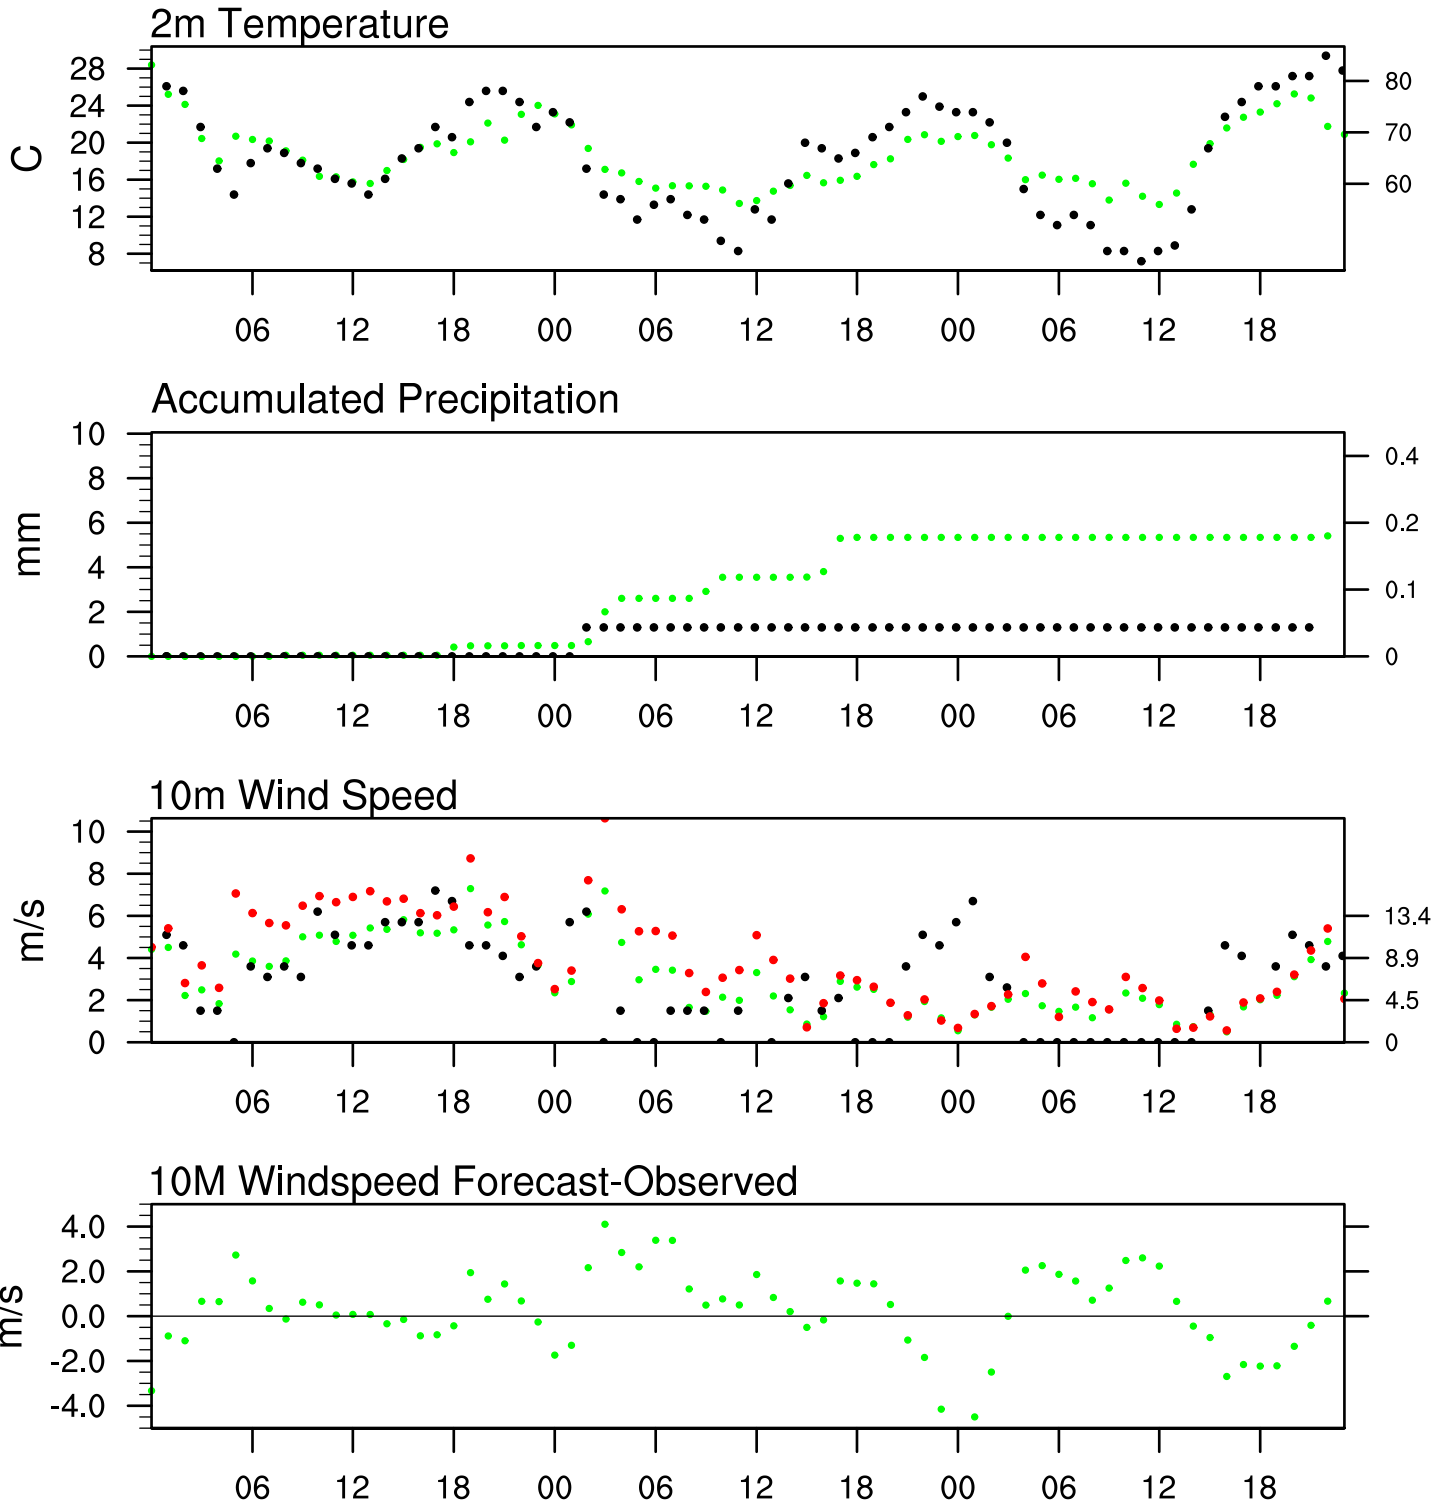 2m Temperature
28
24
20
16
12
8
C
80
70
60
06 12 18 00 06 12 18 00 06 12 18
Accumulated Precipitation
10
8
6
4
2
0
mm
0.4
0.2
0.1
0
06 12 18 00 06 12 18 00 06 12 18
10m Wind Speed
10
8
6
4
2
0
m/s
13.4
8.9
4.5
0
06 12 18 00 06 12 18 00 06 12 18
10M Windspeed Forecast-Observed
4.0
2.0
0.0
-2.0
-4.0
m/s
06 12 18 00 06 12 18 00 06 12 18